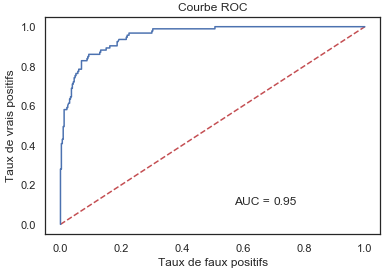 Courbe ROC
Taux de vrais positifs
1.0
0.8
0.6
0.4
0.2
0.0
AUC = 0.95
0.0 0.2 0.4 0.6 0.8 1.0
Taux de faux positifs